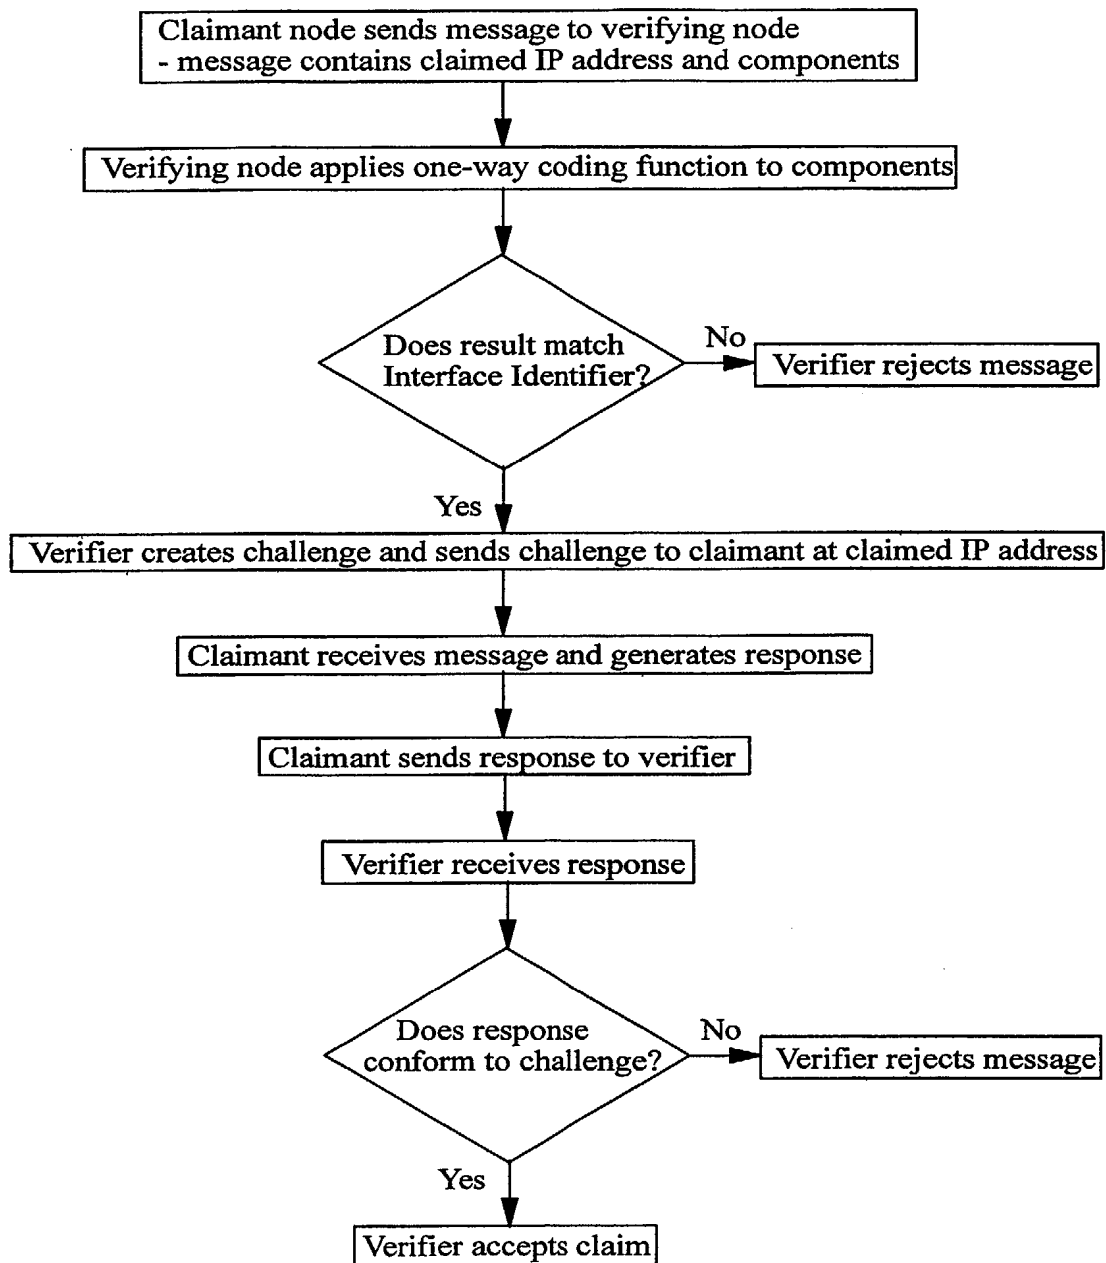 Claimant node sends message to verifying node
- message contains claimed IP address and components
Verifying node applies one-way coding function to components
Does result match
Interface Identifier?
No
Verifier rejects message
Yes
Verifier creates challenge and sends challenge to claimant at claimed IP address
Claimant receives message and generates response
Claimant sends response to verifier
Verifier receives response
Does response
conform to challenge?
No
Verifier rejects message
Yes
Verifier accepts claim